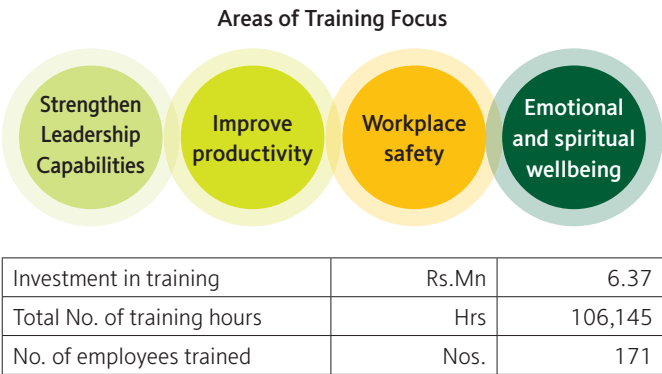 Areas of Training Focus
Strengthen
Leadership
Capabilities
Improve
productivity
Workplace
safety
Emotional
and spiritual
wellbeing
Investment in training Rs.Mn 6.37
Total No. of training hours Hrs 106,145
No. of employees trained Nos. 171